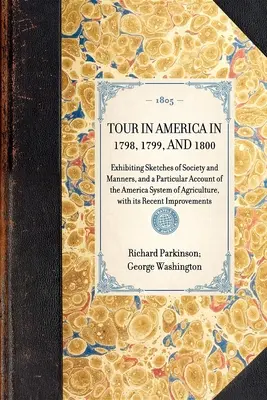 — 1805 —
TOUR IN AMERICA IN
1798, 1799, AND 1800
Exhibiting Sketches of Society and
Manners, and a Particular Account of
the America System of Agriculture,
with its Recent Improvements
Richard Parkinson;
George Washington